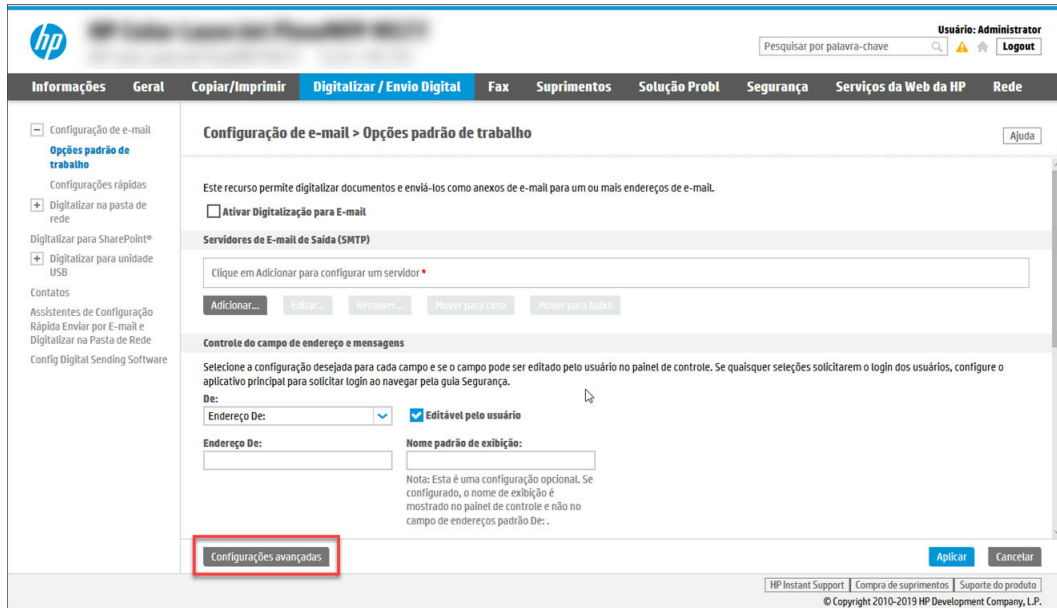 hp
Usuário: Administrator
Pesquisar por palavra-chave
Logout
Informações Geral Copiar/Imprimir Digitalizar / Envio Digital Fax Suprimentos Solução Probl Segurança Serviços da Web da HP Rede
Configuração de e-mail
Opções padrão de
trabalho
Configurações rápidas
Digitalizar na pasta de
rede
Digitalizar para SharePoint®
Digitalizar para unidade
USB
Contatos
Assistentes de Configuração
Rápida Enviar por E-mail e
Digitalizar na Pasta de Rede
Config Digital Sending Software
Configuração de e-mail > Opções padrão de trabalho
Ajuda
Este recurso permite digitalizar documentos e enviá-los como anexos de e-mail para um ou mais endereços de e-mail.
Ativar Digitalização para E-mail
Servidores de E-mail de Saída (SMTP)
Clique em Adicionar para configurar um servidor *
Adicionar... Editar... Remover... Mover para cima Mover para baixo
Controle do campo de endereço e mensagens
Selecione a configuração desejada para cada campo e se o campo pode ser editado pelo usuário no painel de controle. Se quaisquer seleções solicitarem o login dos usuários, configure o
aplicativo principal para solicitar login ao navegar pela guia Segurança.
De:
Endereço De: Editável pelo usuário
Endereço De: Nome padrão de exibição:
Nota: Esta é uma configuração opcional. Se
configurado, o nome de exibição é
mostrado no painel de controle e não no
campo de endereços padrão De: .
Configurações avançadas Aplicar Cancelar
HP Instant Support Compra de suprimentos Suporte do produto
© Copyright 2010-2019 HP Development Company, L.P.